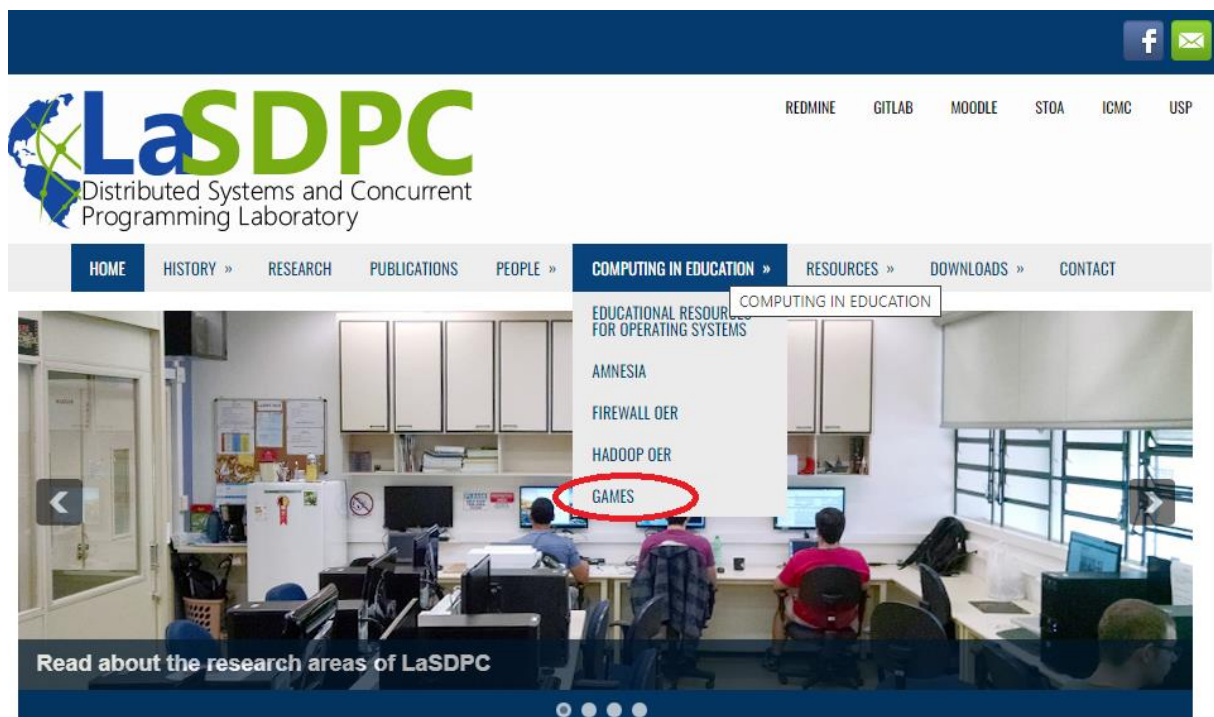 f
REDMINE GITLAB MOODLE STOA ICMC USP
LaSDPC
Distributed Systems and Concurrent
Programming Laboratory
HOME HISTORY » RESEARCH PUBLICATIONS PEOPLE » COMPUTING IN EDUCATION » RESOURCES » DOWNLOADS » CONTACT
COMPUTING IN EDUCATION
EDUCATIONAL RESOURCES
FOR OPERATING SYSTEMS
AMNESIA
FIREWALL OER
HADOOP OER
GAMES
Read about the research areas of LaSDPC